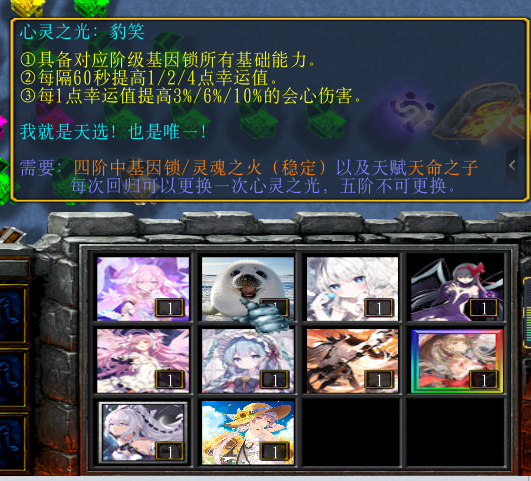 心灵之光：豹笑
①具备对应阶级基因锁所有基础能力。
②每隔60秒提高1/2/4点幸运值。
③每1点幸运值提高3%/6%/10%的会心伤害。
我就是天选！也是唯一！
需要：四阶中基因锁/灵魂之火（稳定）以及天赋天命之子
每次回归可以更换一次心灵之光，五阶不可更换。
1 1 1
1 1 1 1
1 1